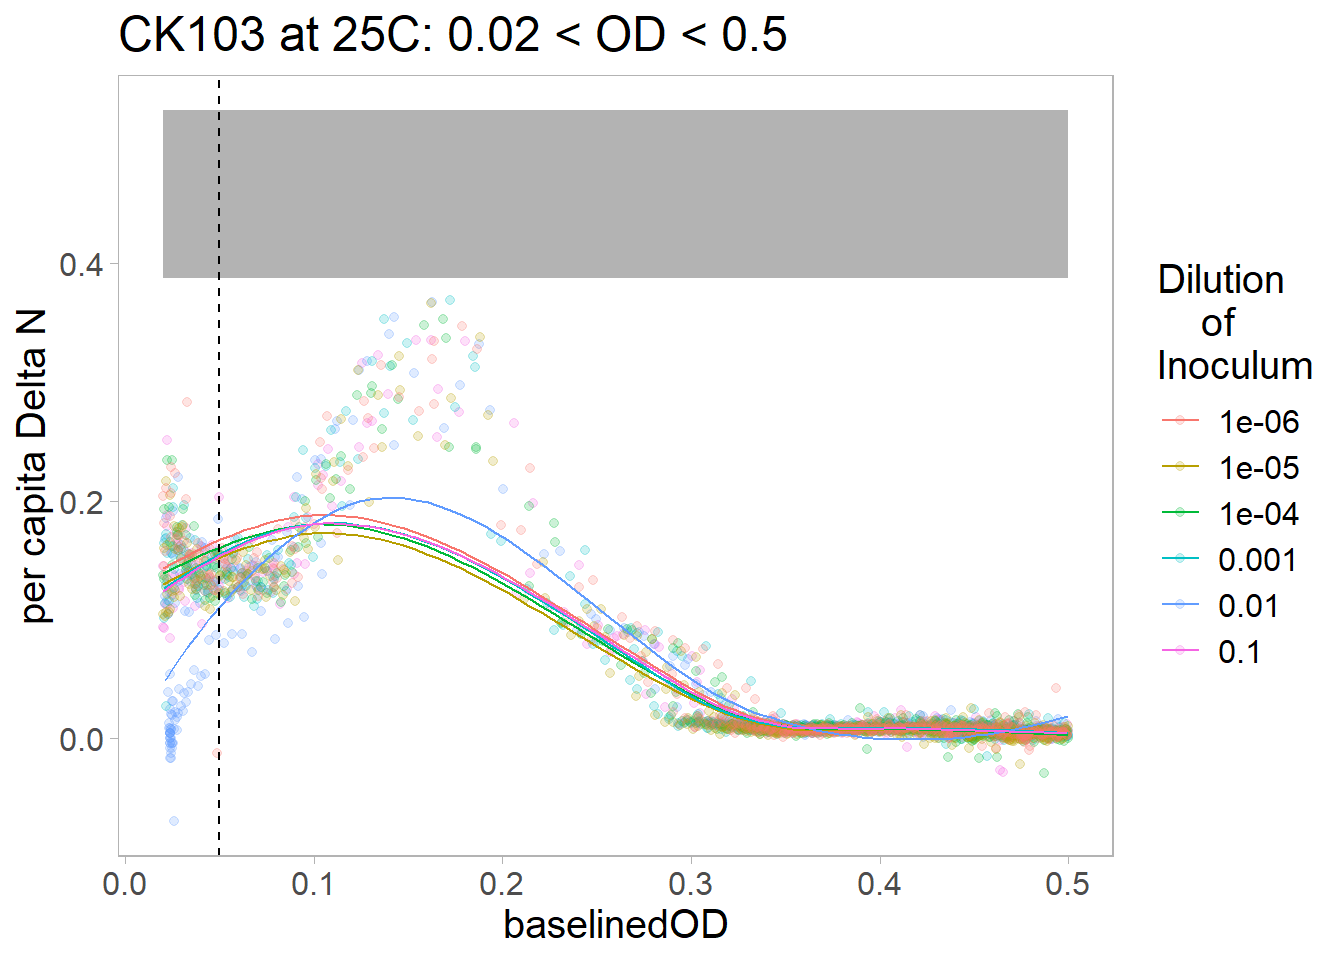 CK103 at 25C: 0.02 < OD < 0.5
per capita Delta N
0.4
0.2
0.0
0.0 0.1 0.2 0.3 0.4 0.5
baselinedOD
Dilution
of
Inoculum
1e-06
1e-05
1e-04
0.001
0.01
0.1